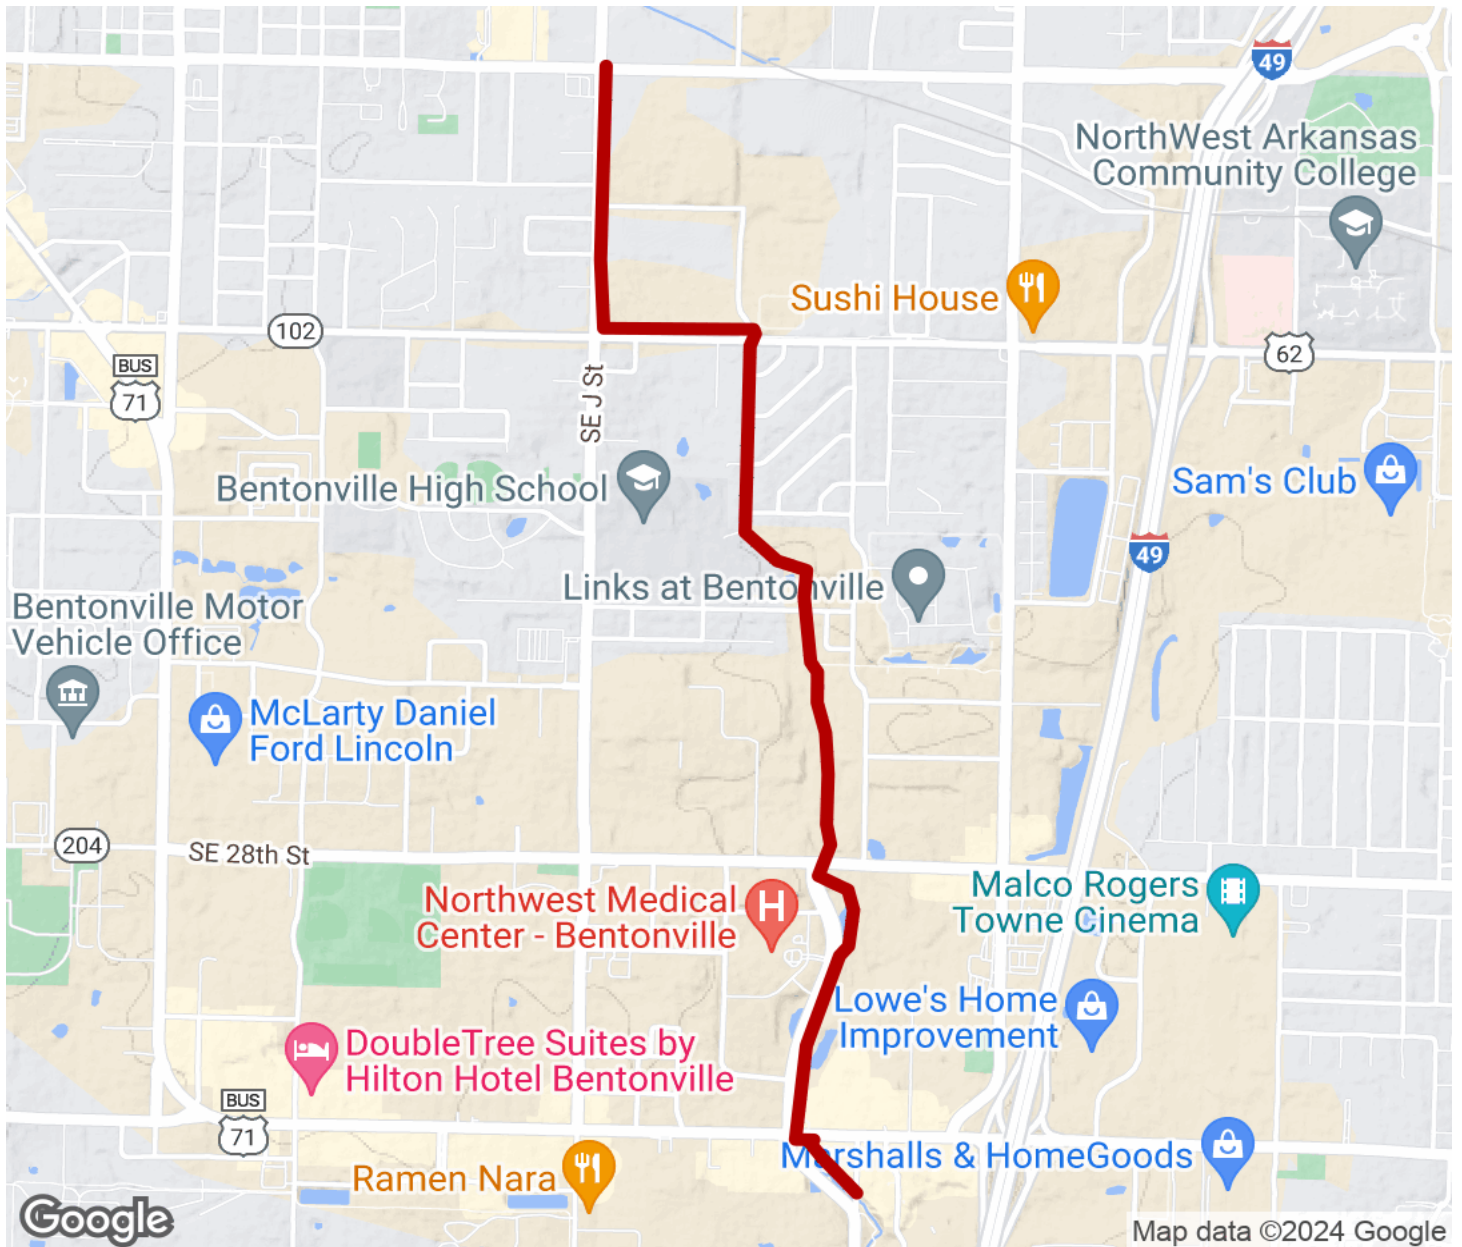 49
NorthWest Arkansas
Community College
Sushi House
102
62
BUS
71
SE J St
Sam's Club
Bentonville High School
49
Links at Bentonville
Bentonville Motor
Vehicle Office
McLarty Daniel
Ford Lincoln
204
SE 28th St
Malco Rogers
Towne Cinema
Northwest Medical
Center - Bentonville
H
Lowe's Home
Improvement
DoubleTree Suites by
Hilton Hotel Bentonville
BUS
71
Marshalls & HomeGoods
Ramen Nara
Google
Map data ©2024 Google